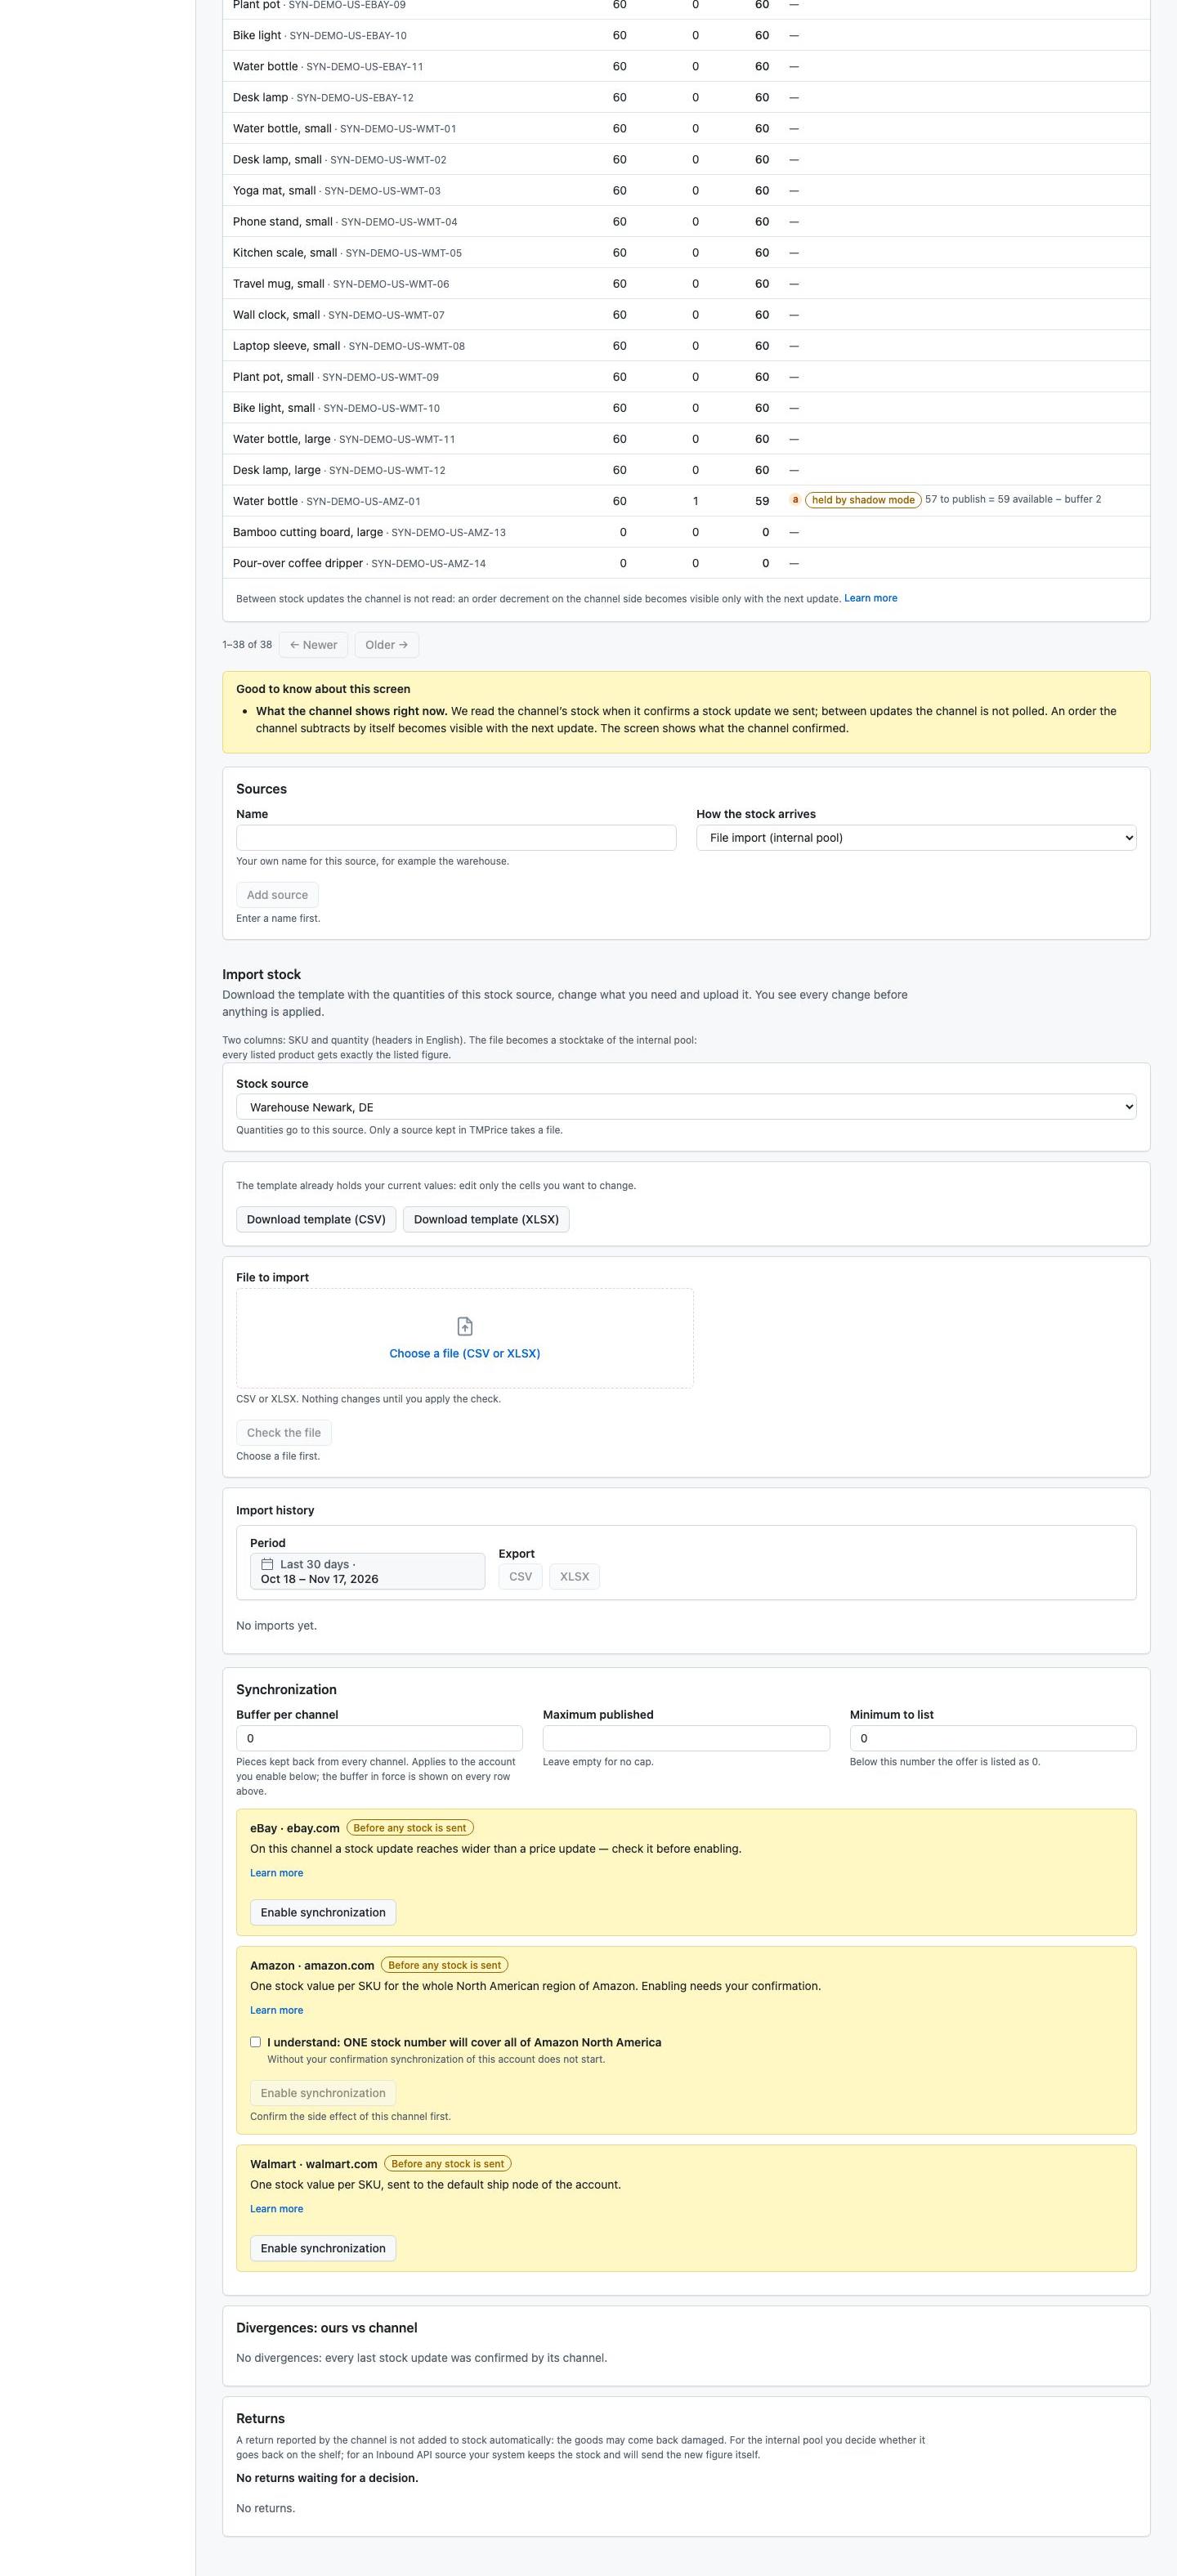 Plant pot · SYN-DEMO-US-EBAY-09 60 0 60 —
Bike light · SYN-DEMO-US-EBAY-10 60 0 60 —
Water bottle · SYN-DEMO-US-EBAY-11 60 0 60 —
Desk lamp · SYN-DEMO-US-EBAY-12 60 0 60 —
Water bottle, small · SYN-DEMO-US-WMT-01 60 0 60 —
Desk lamp, small · SYN-DEMO-US-WMT-02 60 0 60 —
Yoga mat, small · SYN-DEMO-US-WMT-03 60 0 60 —
Phone stand, small · SYN-DEMO-US-WMT-04 60 0 60 —
Kitchen scale, small · SYN-DEMO-US-WMT-05 60 0 60 —
Travel mug, small · SYN-DEMO-US-WMT-06 60 0 60 —
Wall clock, small · SYN-DEMO-US-WMT-07 60 0 60 —
Laptop sleeve, small · SYN-DEMO-US-WMT-08 60 0 60 —
Plant pot, small · SYN-DEMO-US-WMT-09 60 0 60 —
Bike light, small · SYN-DEMO-US-WMT-10 60 0 60 —
Water bottle, large · SYN-DEMO-US-WMT-11 60 0 60 —
Desk lamp, large · SYN-DEMO-US-WMT-12 60 0 60 —
Water bottle · SYN-DEMO-US-AMZ-01 60 1 59 a held by shadow mode 57 to publish = 59 available − buffer 2
Bamboo cutting board, large · SYN-DEMO-US-AMZ-13 0 0 0 —
Pour-over coffee dripper · SYN-DEMO-US-AMZ-14 0 0 0 —
Between stock updates the channel is not read: an order decrement on the channel side becomes visible only with the next update. Learn more
1–38 of 38 ← Newer Older →
Good to know about this screen
• What the channel shows right now. We read the channel's stock when it confirms a stock update we sent; between updates the channel is not polled. An order the
channel subtracts by itself becomes visible with the next update. The screen shows what the channel confirmed.
Sources
Name How the stock arrives
File import (internal pool)
Your own name for this source, for example the warehouse.
Add source
Enter a name first.
Import stock
Download the template with the quantities of this stock source, change what you need and upload it. You see every change before
anything is applied.
Two columns: SKU and quantity (headers in English). The file becomes a stocktake of the internal pool:
every listed product gets exactly the listed figure.
Stock source
Warehouse Newark, DE
Quantities go to this source. Only a source kept in TMPrice takes a file.
The template already holds your current values: edit only the cells you want to change.
Download template (CSV) Download template (XLSX)
File to import
Choose a file (CSV or XLSX)
CSV or XLSX. Nothing changes until you apply the check.
Check the file
Choose a file first.
Import history
Period
Export
Last 30 days ·
Oct 18 – Nov 17, 2026
CSV XLSX
No imports yet.
Synchronization
Buffer per channel Maximum published Minimum to list
0 0
Pieces kept back from every channel. Applies to the account
you enable below; the buffer in force is shown on every row
above.
Leave empty for no cap.
Below this number the offer is listed as 0.
eBay · ebay.com Before any stock is sent
On this channel a stock update reaches wider than a price update — check it before enabling.
Learn more
Enable synchronization
Amazon · amazon.com Before any stock is sent
One stock value per SKU for the whole North American region of Amazon. Enabling needs your confirmation.
Learn more
I understand: ONE stock number will cover all of Amazon North America
Without your confirmation synchronization of this account does not start.
Enable synchronization
Confirm the side effect of this channel first.
Walmart · walmart.com Before any stock is sent
One stock value per SKU, sent to the default ship node of the account.
Learn more
Enable synchronization
Divergences: ours vs channel
No divergences: every last stock update was confirmed by its channel.
Returns
A return reported by the channel is not added to stock automatically: the goods may come back damaged. For the internal pool you decide whether it
goes back on the shelf; for an Inbound API source your system keeps the stock and will send the new figure itself.
No returns waiting for a decision.
No returns.